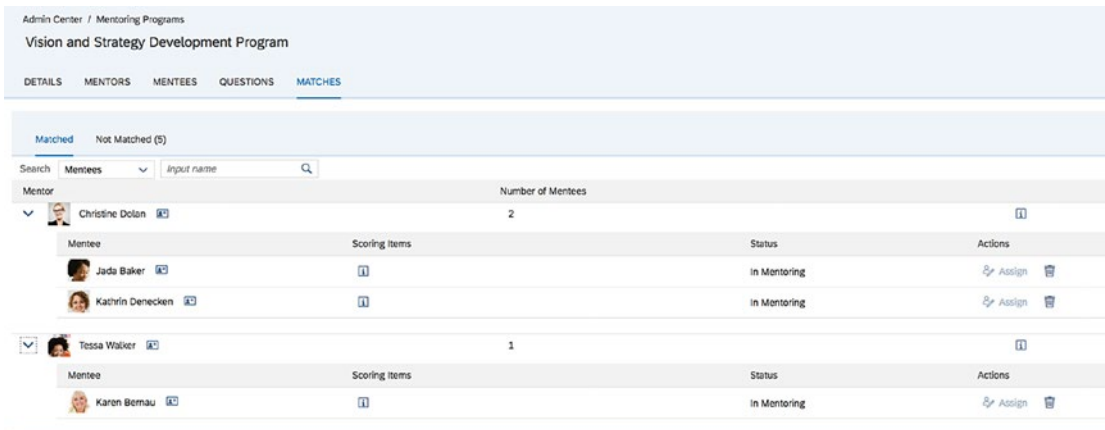 Admin Center / Mentoring Programs
Vision and Strategy Development Program
DETAILS MENTORS MENTEES QUESTIONS MATCHES
Matched Not Matched (5)
Search Mentees Input name
Mentor Number of Mentees
Christine Dolan 2
Mentee Scoring Items Status Actions
Jada Baker In Mentoring Assign
Kathrin Denecken In Mentoring Assign
Tessa Walker 1
Mentee Scoring Items Status Actions
Karen Bernau In Mentoring Assign